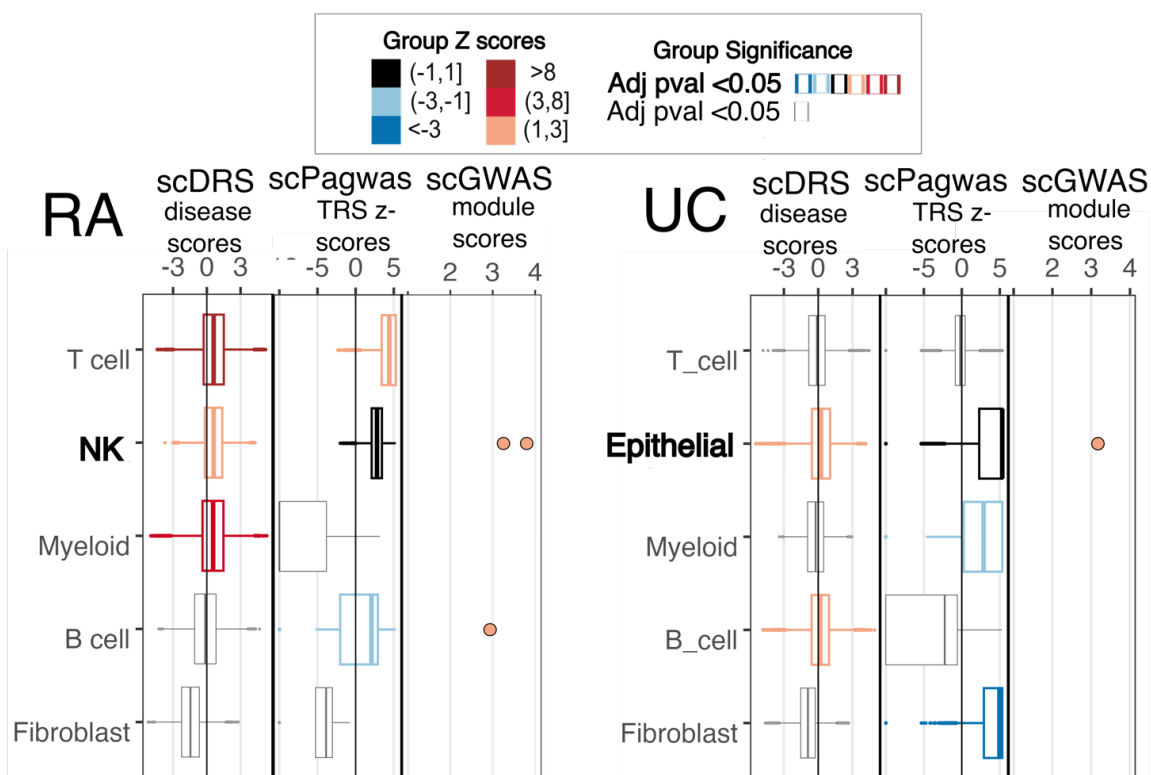 Group Z scores
(-1,1] >8
(-3,-1] (3,8]
<-3 (1,3]
Group Significance
Adj pval <0.05
Adj pval <0.05
RA
scDRS scPagwas scGWAS
disease TRS z- module
scores scores scores
-3 0 3 -5 0 5 2 3 4
T cell
NK
Myeloid
B cell
Fibroblast
UC
scDRS scPagwas scGWAS
disease TRS z- module
scores scores scores
-3 0 3 -5 0 5 2 3 4
T_cell
Epithelial
Myeloid
B_cell
Fibroblast